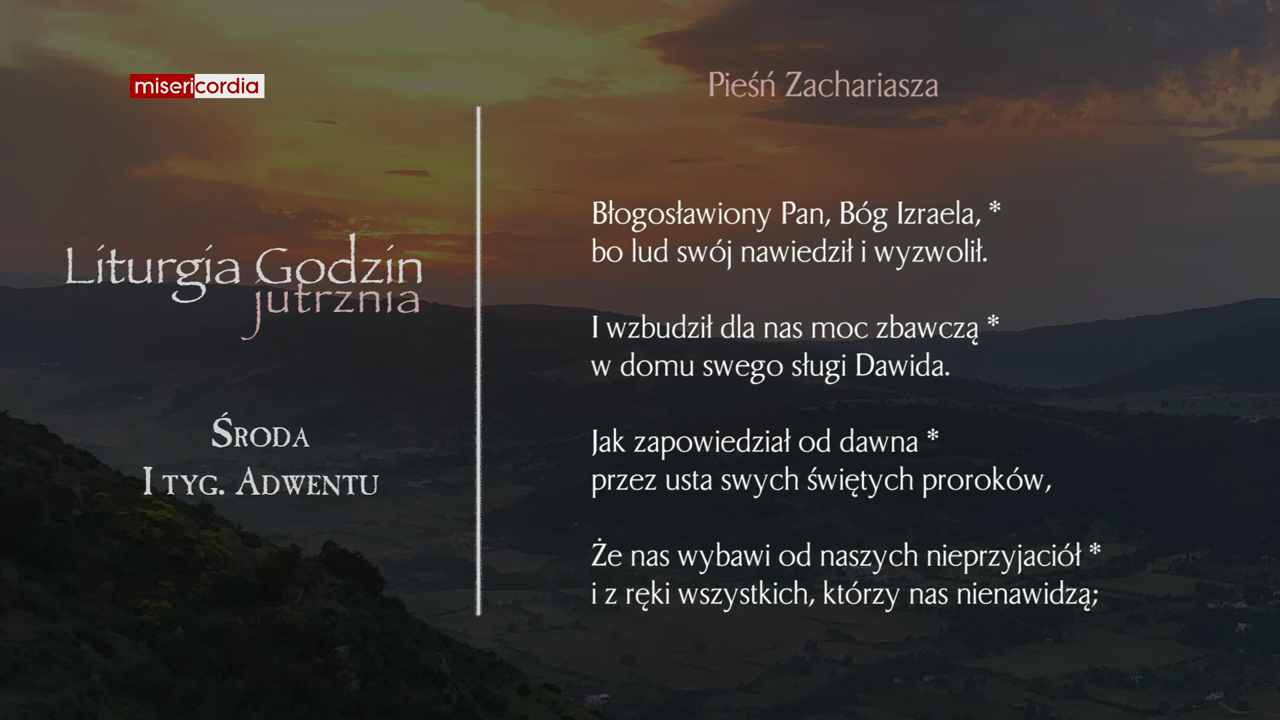 misericordia
Liturgia Godzin
jutrznia
Środa
I tyg. Adwentu
Pieśń Zachariasza
Błogosławiony Pan, Bóg Izraela, *
bo lud swój nawiedził i wyzwolił.
I wzbudził dla nas moc zbawczą *
w domu swego sługi Dawida.
Jak zapowiedział od dawna *
przez usta swych świętych proroków,
Że nas wybawi od naszych nieprzyjaciół *
i z ręki wszystkich, którzy nas nienawidzą;